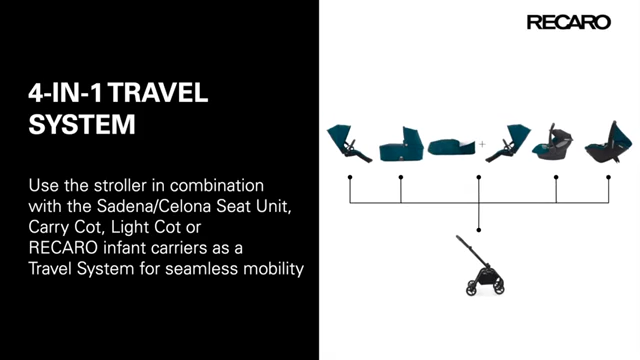 RECARO
4-IN-1 TRAVEL
SYSTEM
Use the stroller in combination
with the Sadena/Celona Seat Unit,
Carry Cot, Light Cot or
RECARO infant carriers as a
Travel System for seamless mobility
+